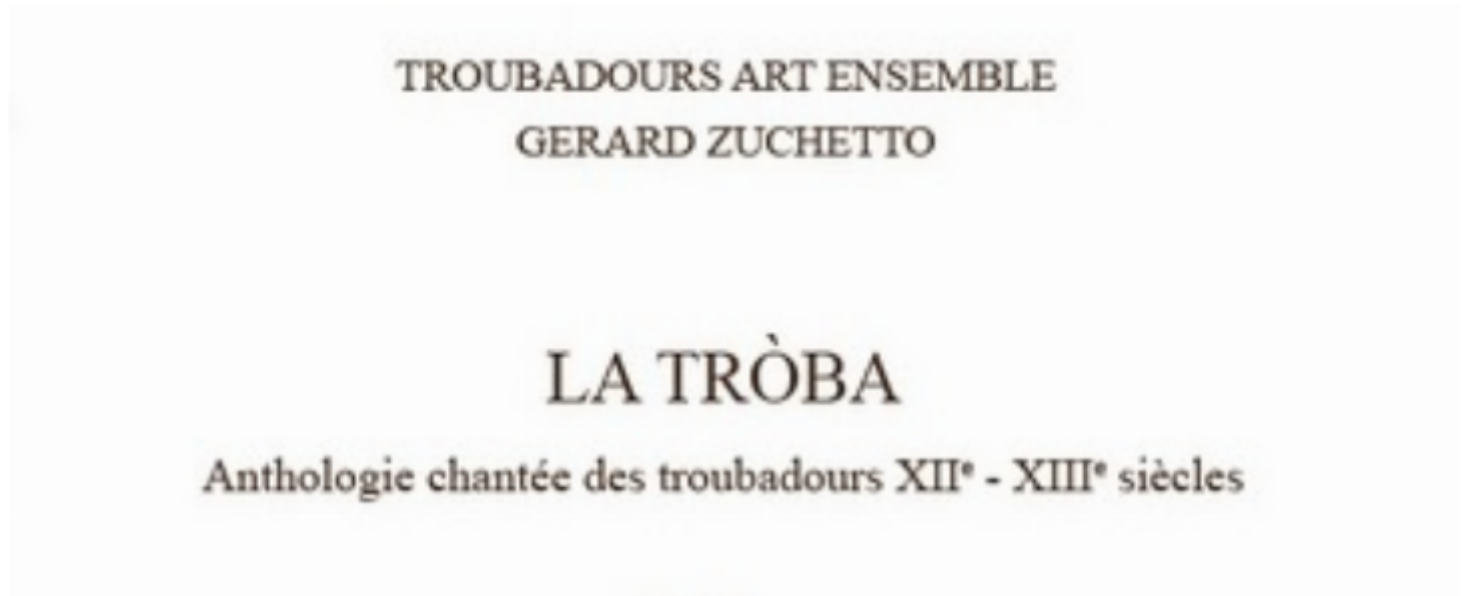 TROUBADOURS ART ENSEMBLE
GERARD ZUCHETTO
LA TRÒBA
Anthologie chantée des troubadours XIIᵉ - XIIIᵉ siècles